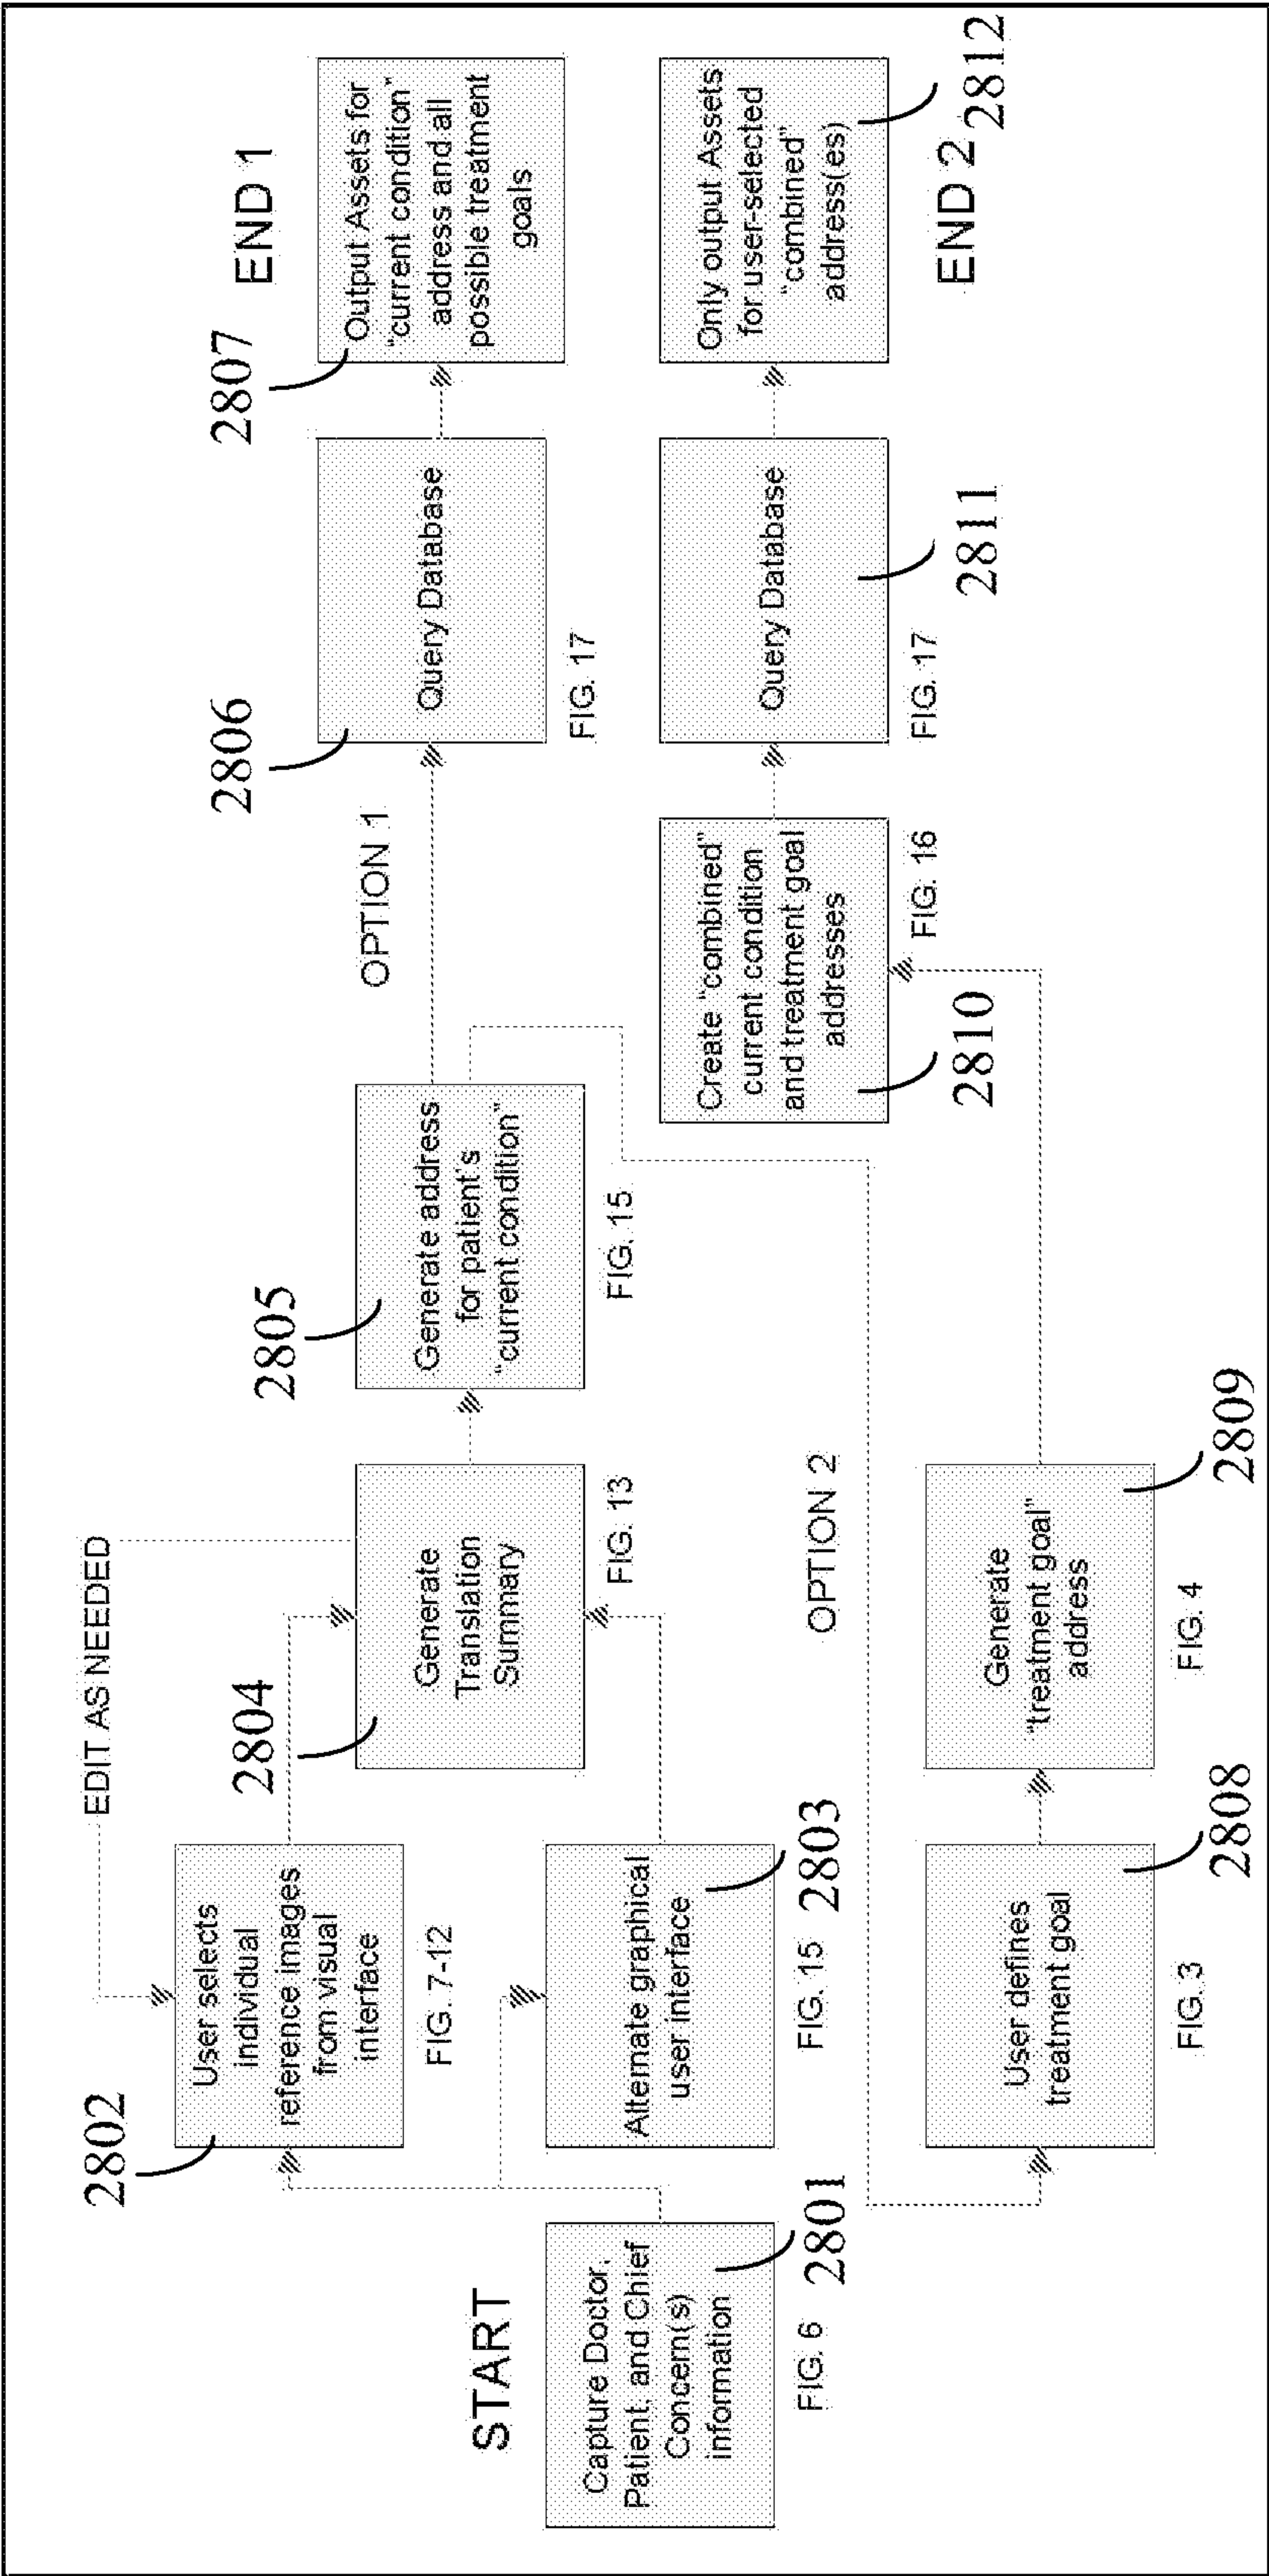 START
Capture Doctor,
Patient, and Chief
Concern(s)
information
FIG. 6
2801
2802
User selects
individual
reference images
from visual
interface
FIG. 7-12
EDIT AS NEEDED
Alternate graphical
user interface
FIG. 15
2803
2804
Generate
Translation
Summary
FIG. 13
2805
Generate address
for patient's
"current condition"
FIG. 15
OPTION 1
2806
Query Database
FIG. 17
2807
END 1
Output Assets for
"current condition"
address and all
possible treatment
goals
OPTION 2
User defines
treatment goal
FIG. 3
2808
Generate
"treatment goal"
address
FIG. 4
2809
Create "combined"
current condition
and treatment goal
addresses
2810
FIG. 16
Query Database
FIG. 17
2811
Only output Assets
for user-selected
"combined"
address(es)
END 2
2812